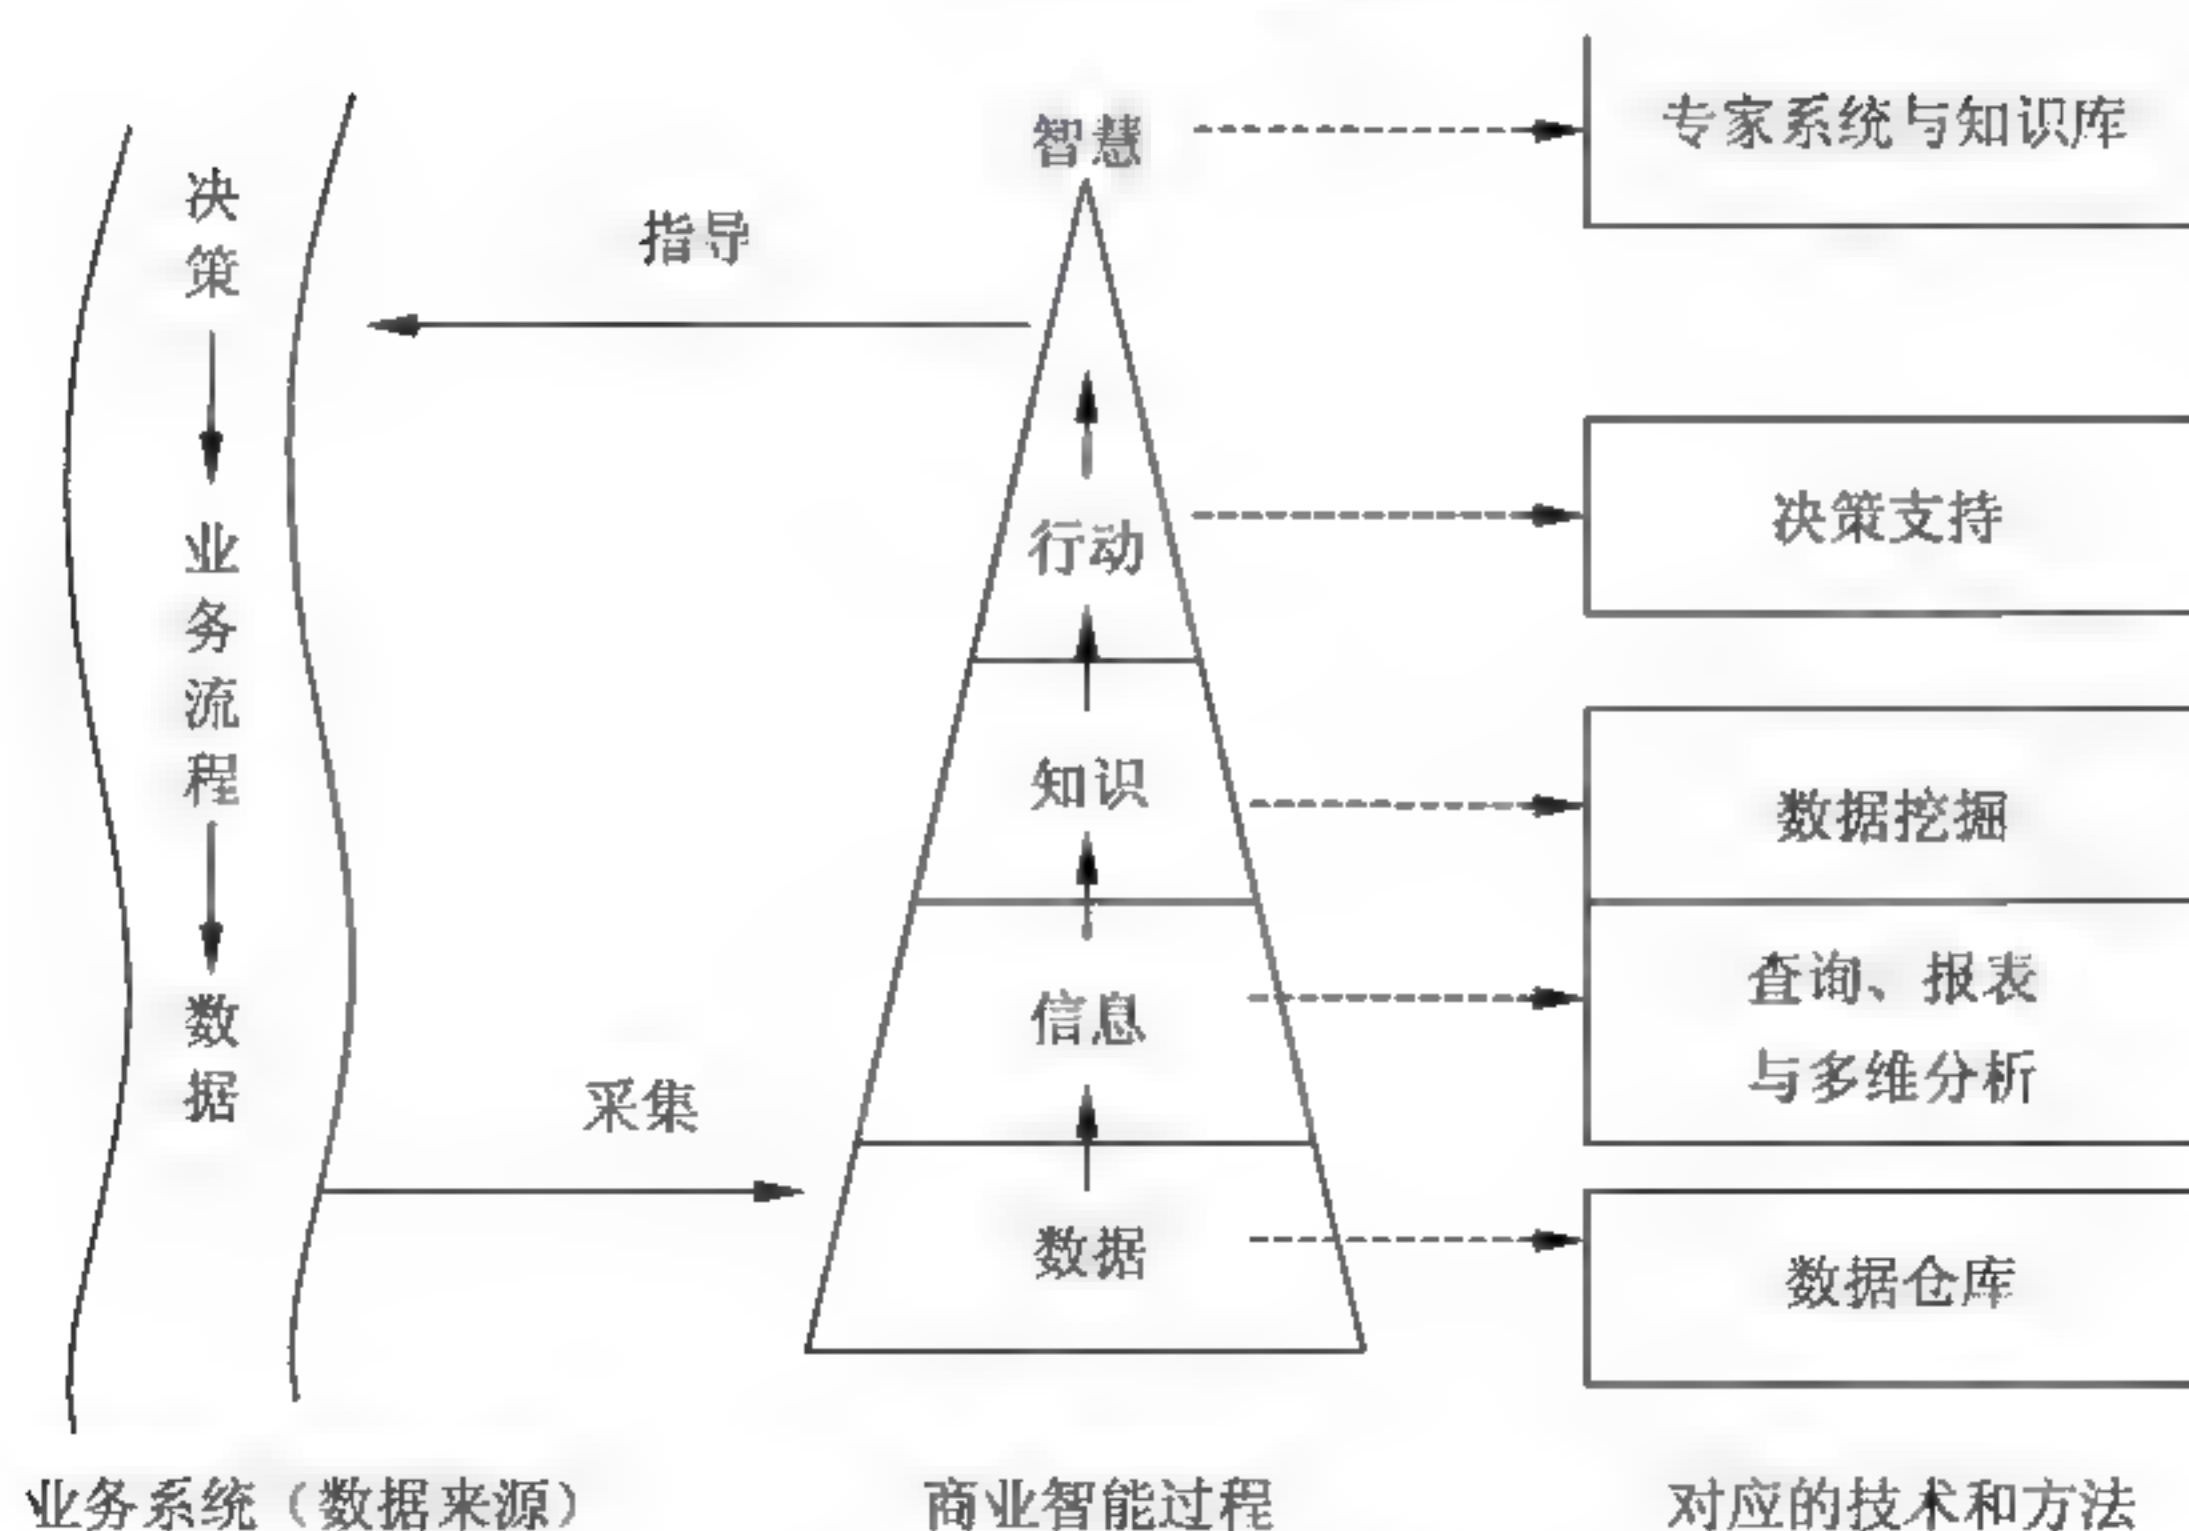 决策
业务流程
数据
业务系统（数据来源）
指导
采集
智慧
行动
知识
信息
数据
商业智能过程
专家系统与知识库
决策支持
数据挖掘
查询、报表
与多维分析
数据仓库
对应的技术和方法